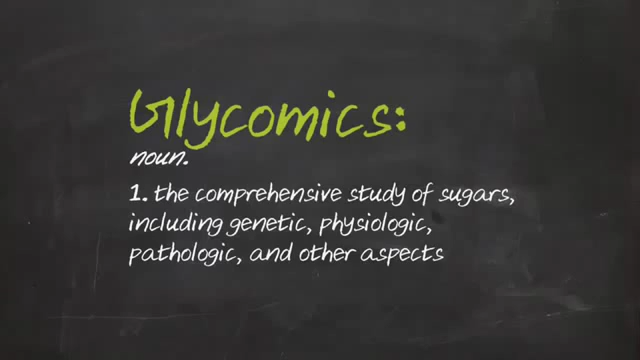 Glycomics:
noun.
1. the comprehensive study of sugars,
including genetic, physiologic,
pathologic, and other aspects